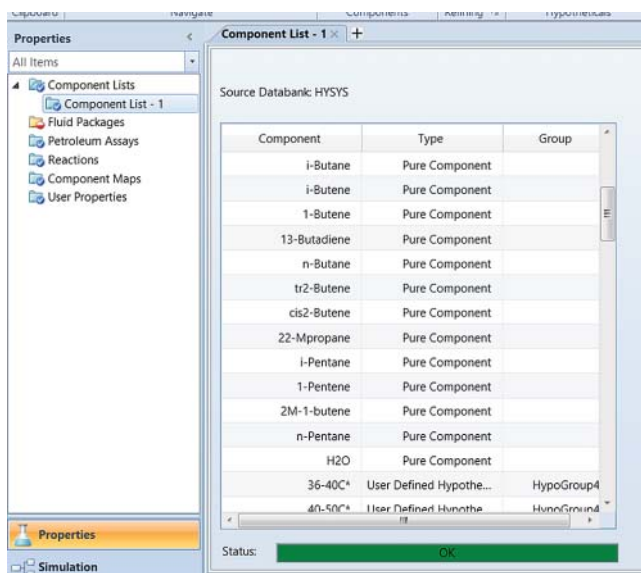 Clipboard Navigate Components Refining Hypotheticals
Properties < Component List - 1 × +
All Items
Component Lists
Component List - 1
Fluid Packages
Petroleum Assays
Reactions
Component Maps
User Properties
Source Databank: HYSYS
Component Type Group
i-Butane Pure Component
i-Butene Pure Component
1-Butene Pure Component
13-Butadiene Pure Component
n-Butane Pure Component
tr2-Butene Pure Component
cis2-Butene Pure Component
22-Mpropane Pure Component
i-Pentane Pure Component
1-Pentene Pure Component
2M-1-butene Pure Component
n-Pentane Pure Component
H2O Pure Component
36-40C* User Defined Hypothe... HypoGroup4
40-50C* User Defined Hypothe... HypoGroup4
Properties
Simulation
Status: OK